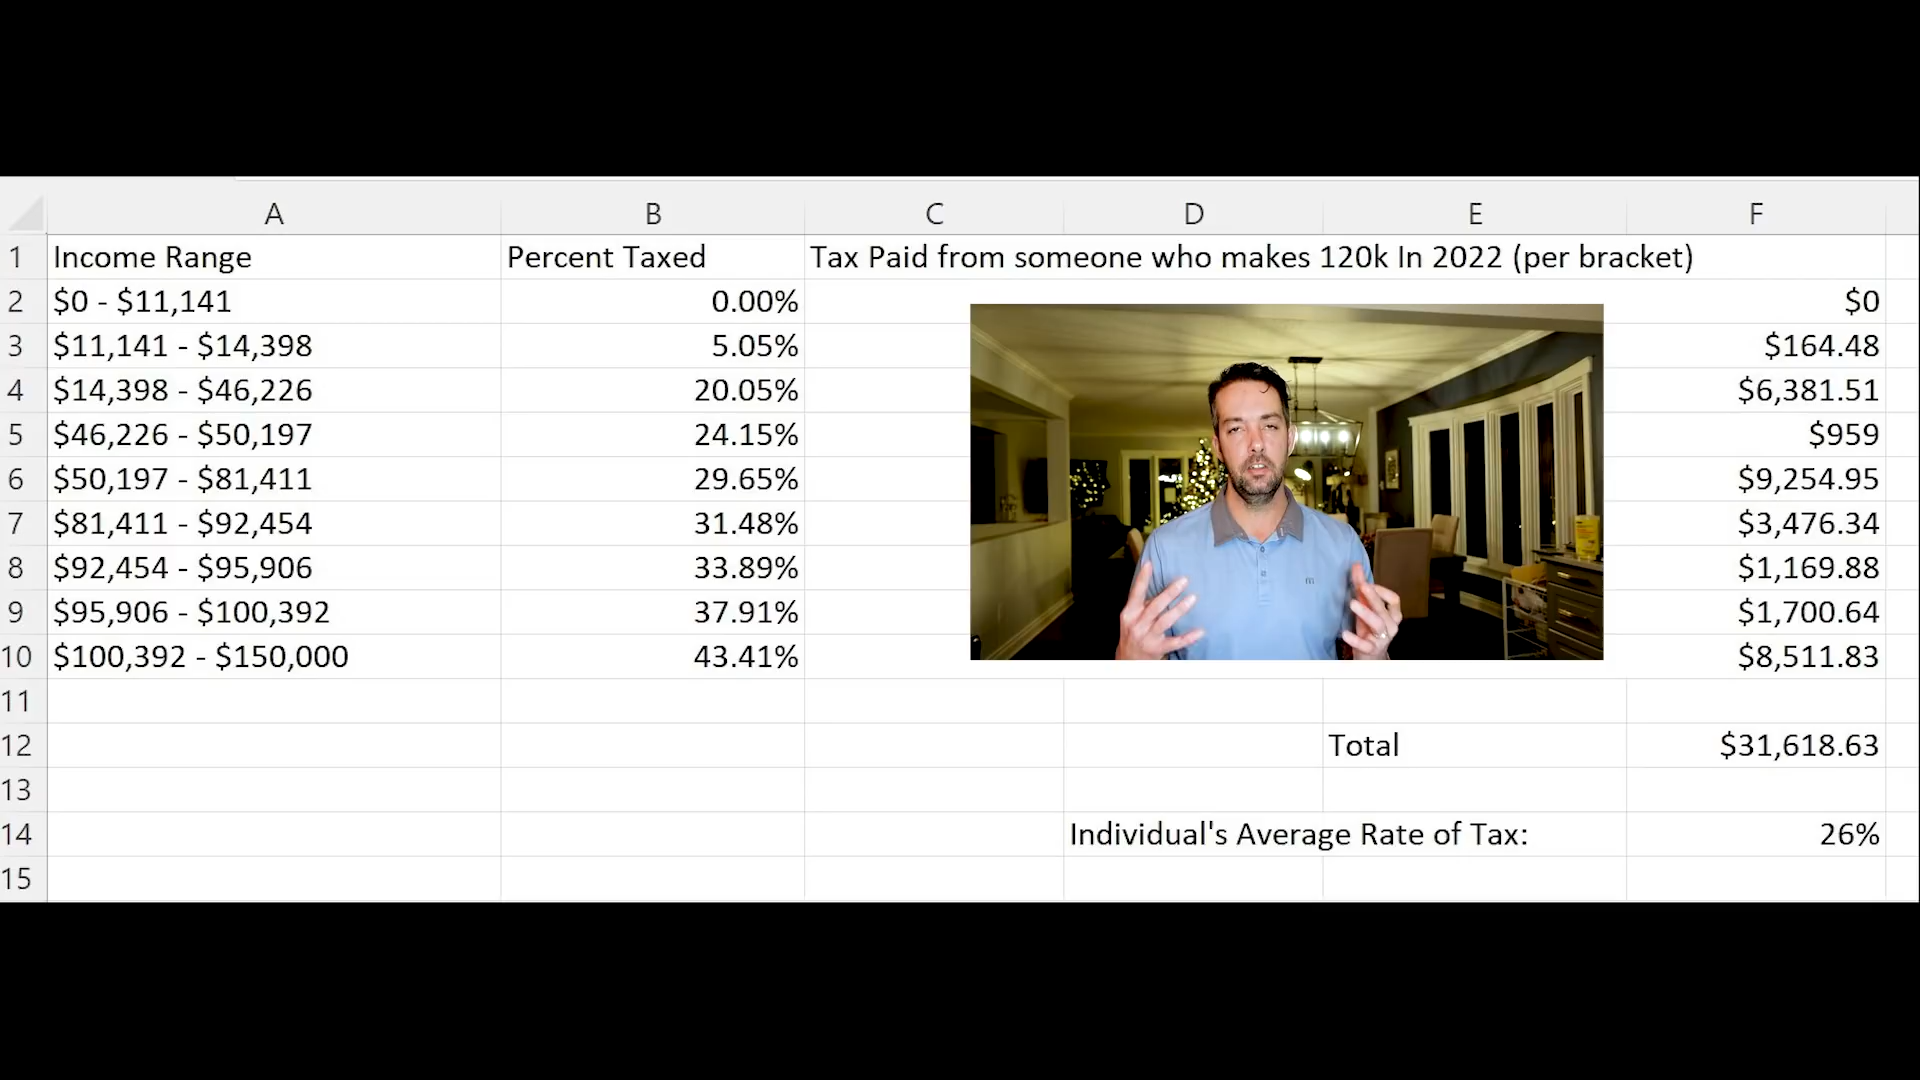 A B C D E F
1 Income Range Percent Taxed Tax Paid from someone who makes 120k In 2022 (per bracket)
2 $0 - $11,141 0.00% $0
3 $11,141 - $14,398 5.05% $164.48
4 $14,398 - $46,226 20.05% $6,381.51
5 $46,226 - $50,197 24.15% $959
6 $50,197 - $81,411 29.65% $9,254.95
7 $81,411 - $92,454 31.48% $3,476.34
8 $92,454 - $95,906 33.89% $1,169.88
9 $95,906 - $100,392 37.91% $1,700.64
10 $100,392 - $150,000 43.41% $8,511.83
11
12 Total $31,618.63
13
14 Individual's Average Rate of Tax: 26%
15